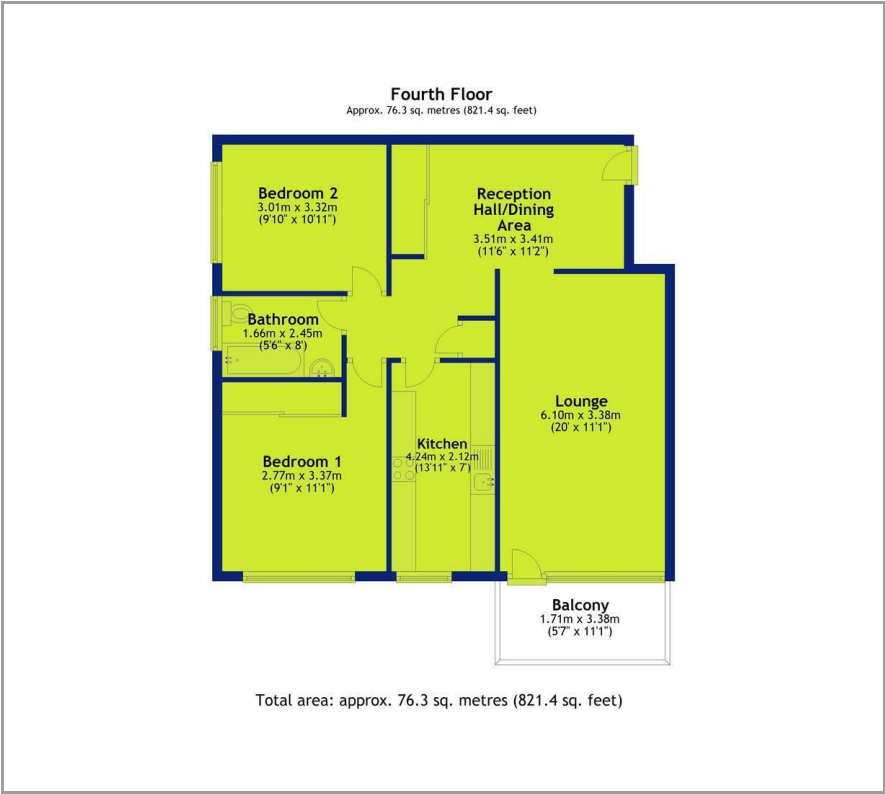 Fourth Floor
Approx. 76.3 sq. metres (821.4 sq. feet)
Bedroom 2
3.01m x 3.32m
(9'10" x 10'11")
Reception
Hall/Dining
Area
3.51m x 3.41m
(11'6" x 11'2")
Bathroom
1.66m x 2.45m
(5'6" x 8')
Lounge
6.10m x 3.38m
(20' x 11'1")
Kitchen
4.24m x 2.12m
(13'11" x 7')
Bedroom 1
2.77m x 3.37m
(9'1" x 11'1")
Balcony
1.71m x 3.38m
(5'7" x 11'1")
Total area: approx. 76.3 sq. metres (821.4 sq. feet)